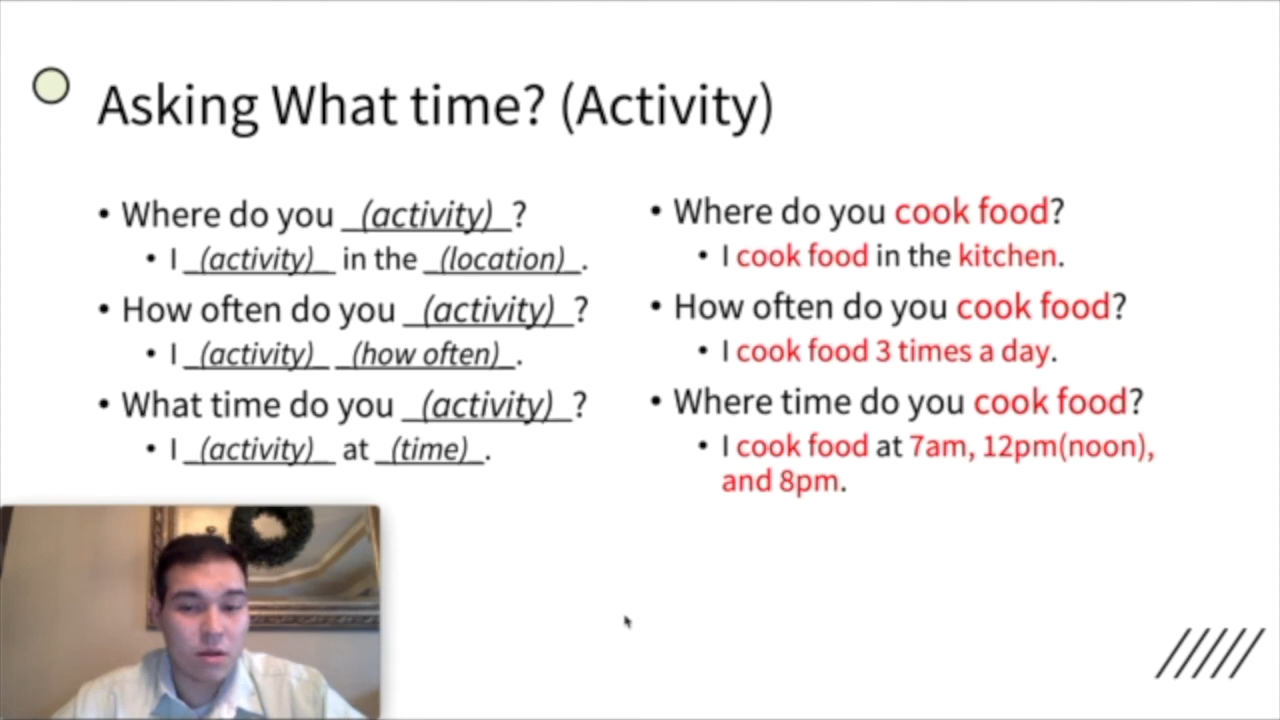 Asking What time? (Activity)
• Where do you _(activity)_?
• I _(activity)_ in the _(location)_.
• How often do you _(activity)_?
• I _(activity)_ _(how often)_.
• What time do you _(activity)_?
• I _(activity)_ at _(time)_.
• Where do you cook food?
• I cook food in the kitchen.
• How often do you cook food?
• I cook food 3 times a day.
• Where time do you cook food?
• I cook food at 7am, 12pm(noon),
and 8pm.